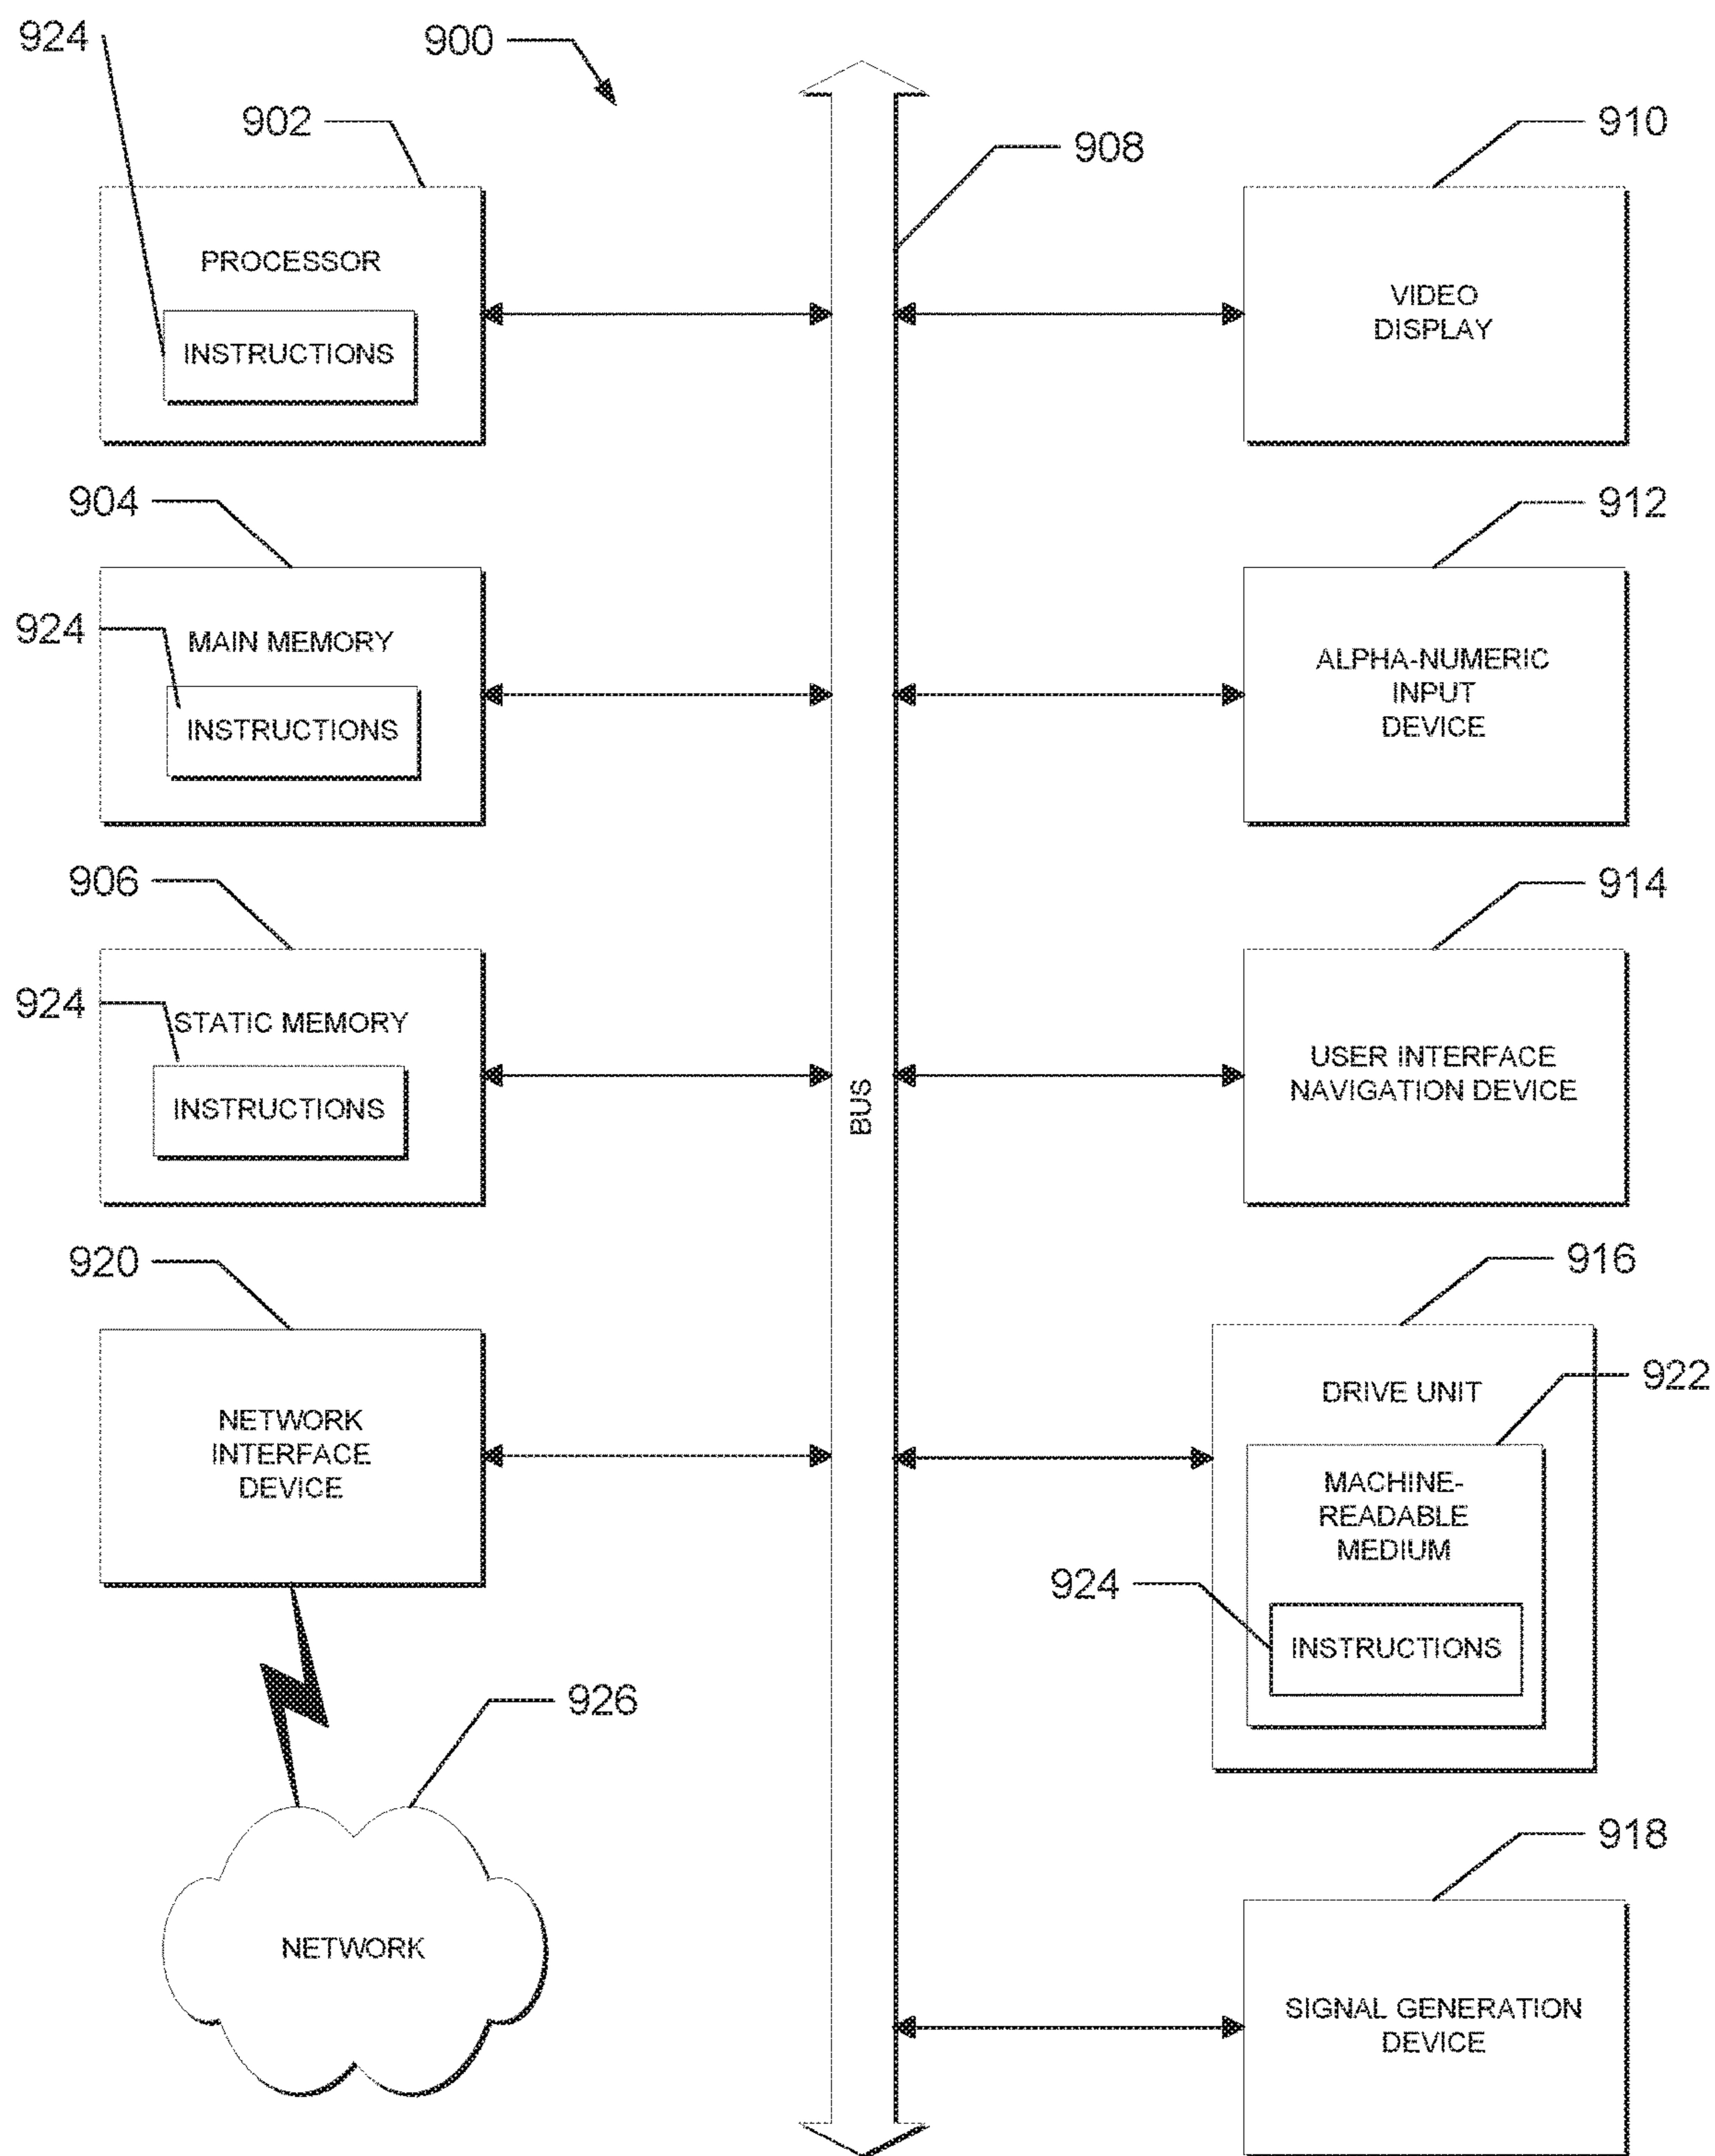 924
900
902
908
910
PROCESSOR
INSTRUCTIONS
VIDEO
DISPLAY
904
912
924
MAIN MEMORY
INSTRUCTIONS
ALPHA-NUMERIC
INPUT
DEVICE
906
914
924
STATIC MEMORY
INSTRUCTIONS
BUS
USER INTERFACE
NAVIGATION DEVICE
920
916
NETWORK
INTERFACE
DEVICE
DRIVE UNIT
922
MACHINE-
READABLE
MEDIUM
924
INSTRUCTIONS
926
NETWORK
918
SIGNAL GENERATION
DEVICE